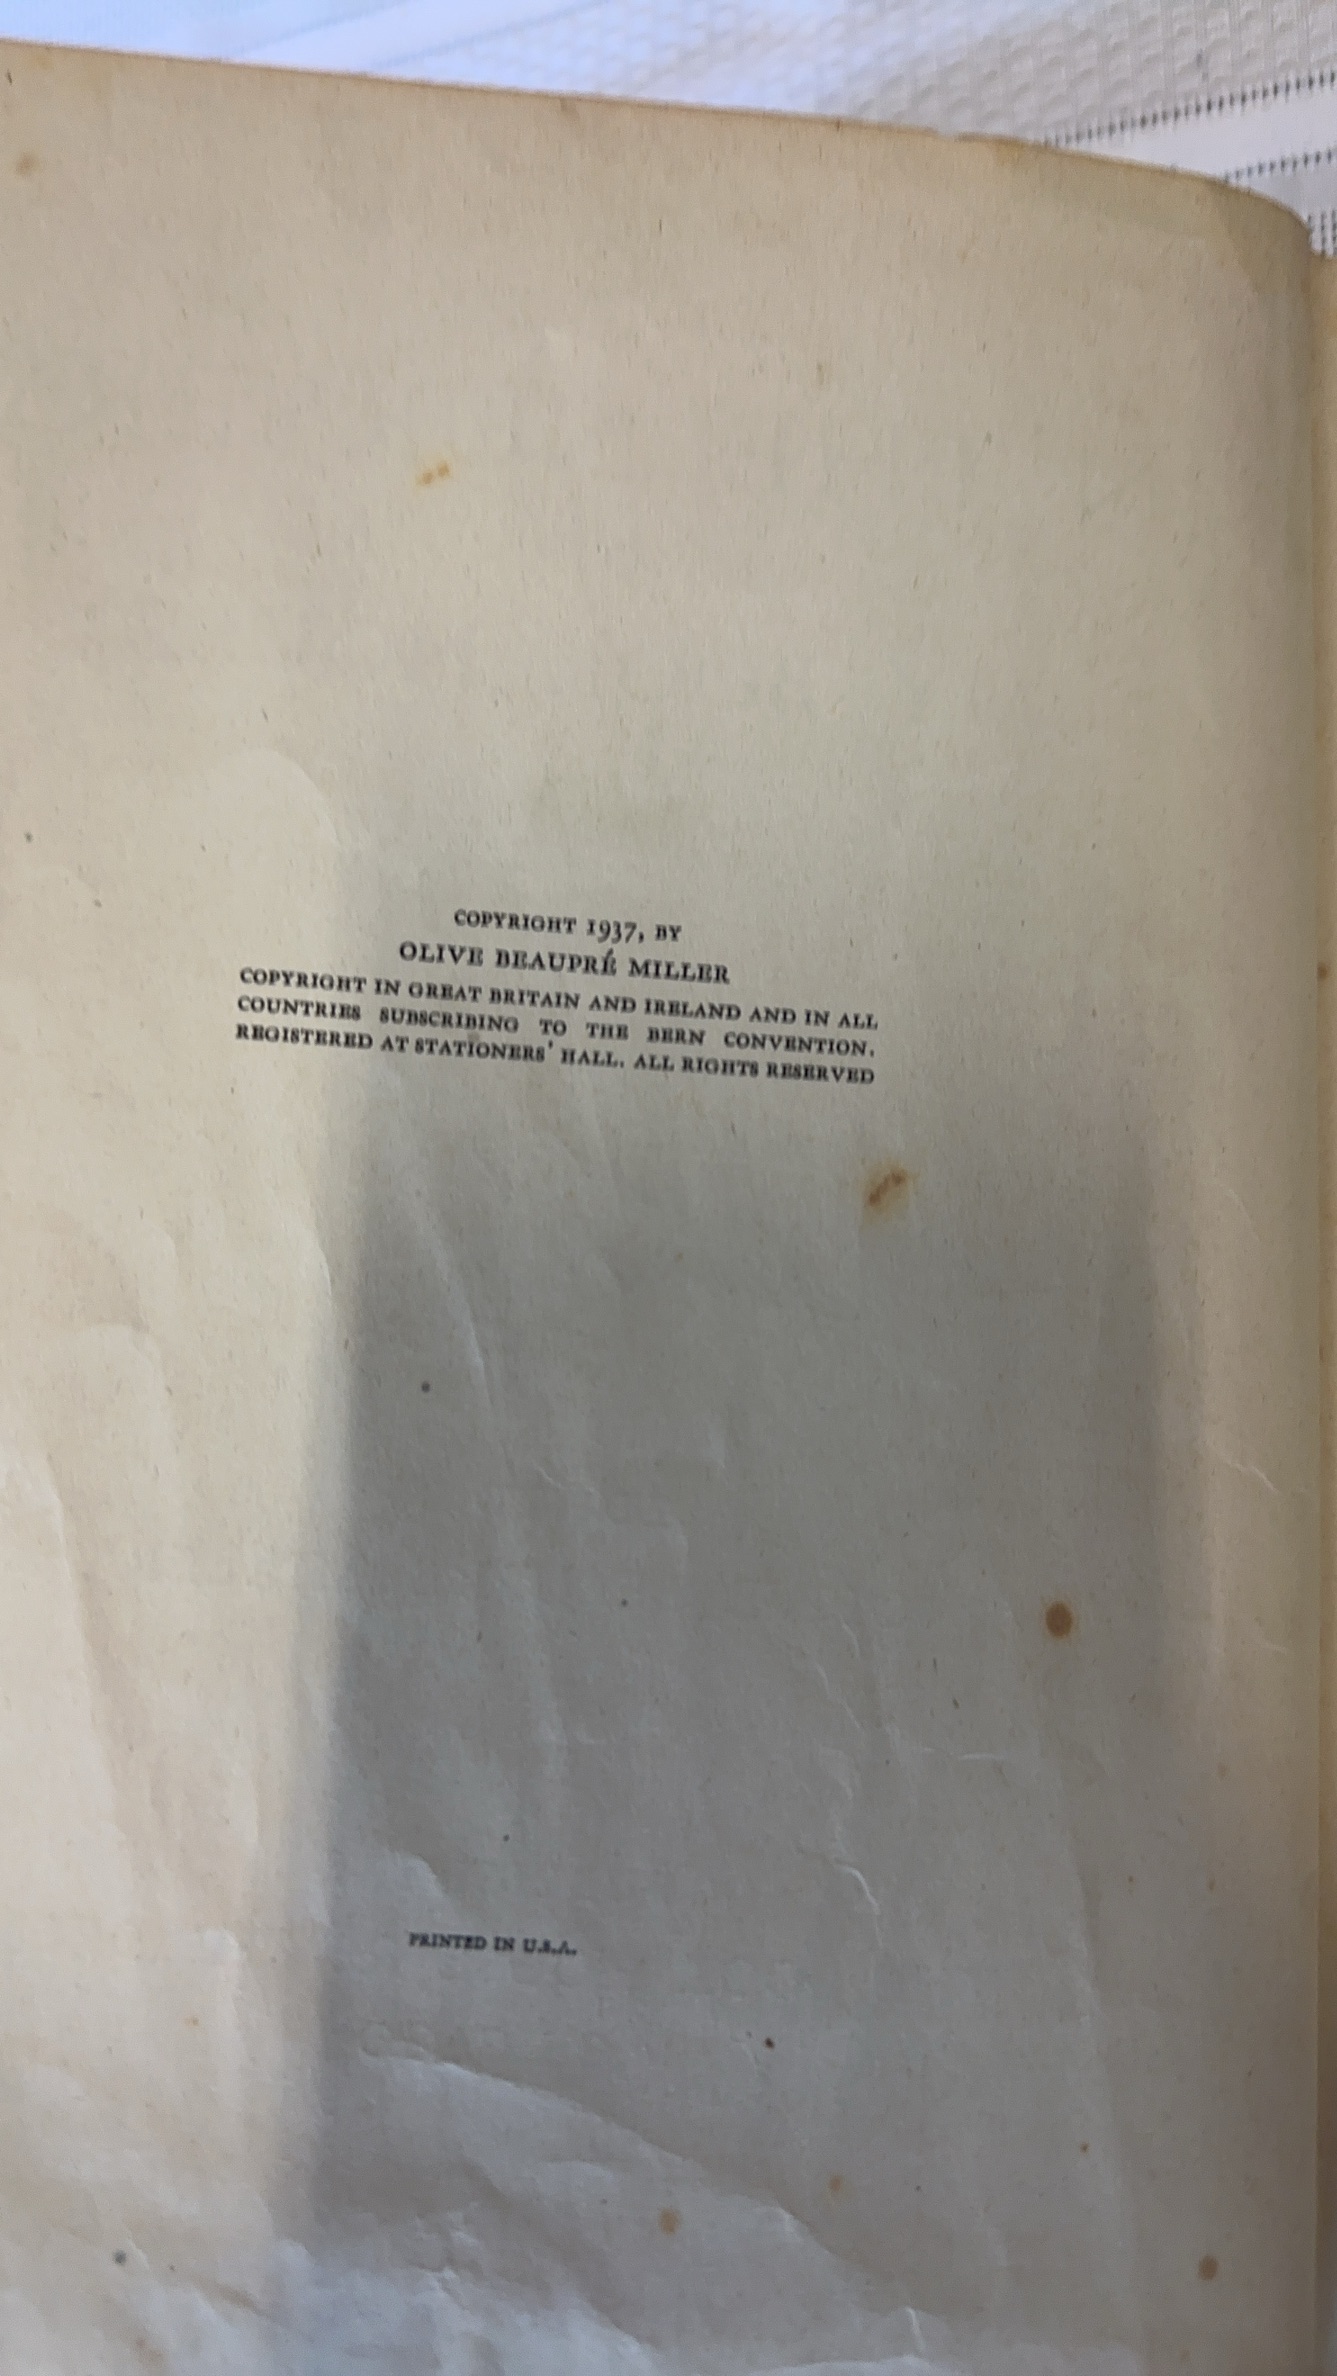 COPYRIGHT 1937, BY
OLIVE BEAUPRÉ MILLER
COPYRIGHT IN GREAT BRITAIN AND IRELAND AND IN ALL
COUNTRIES SUBSCRIBING TO THE BERN CONVENTION.
REGISTERED AT STATIONERS' HALL. ALL RIGHTS RESERVED
PRINTED IN U.S.A.